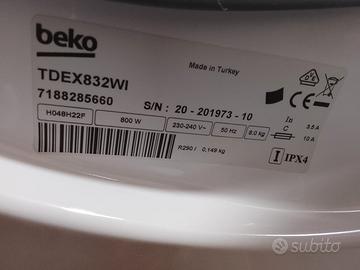 beko
Made in Turkey
TDEX832WI
7188285660
S/N : 20 - 201973 - 10
H048H22F
800 W
230-240 V~
50 Hz
8.0 kg
In
3.5 A
10 A
R290 / 0,149 kg
IPX4
subito